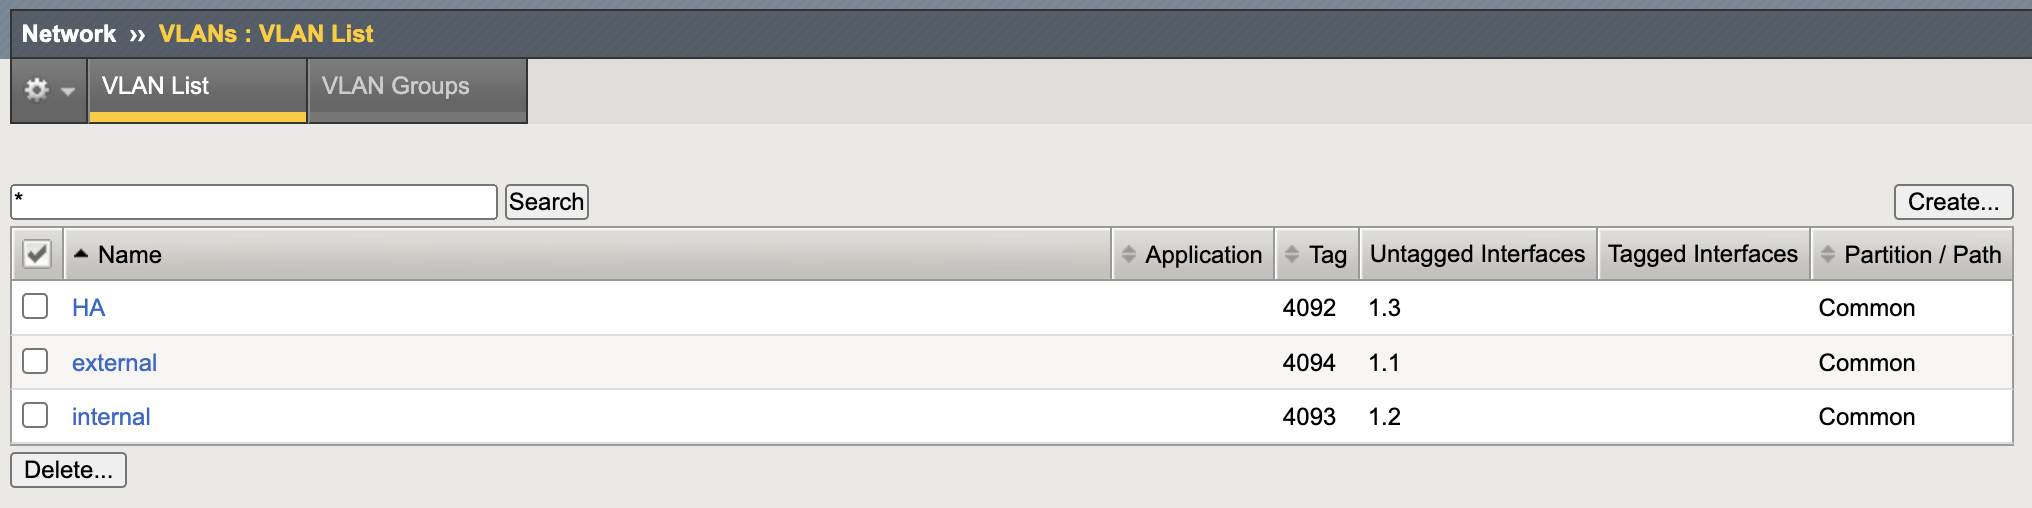 Network ›› VLANs : VLAN List
VLAN List VLAN Groups
* Search Create...
Name Application Tag Untagged Interfaces Tagged Interfaces Partition / Path
HA 4092 1.3 Common
external 4094 1.1 Common
internal 4093 1.2 Common
Delete...